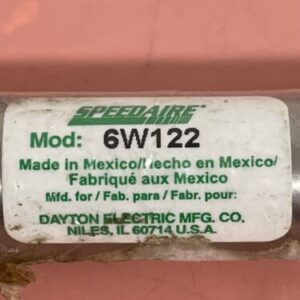 SPEEDAIRE
Mod: 6W122
Made in Mexico/Hecho en Mexico/
Fabriqué aux Mexico
Mfd. for / Fab. para / Fabr. pour:
DAYTON ELECTRIC MFG. CO.
NILES, IL 60714 U.S.A.